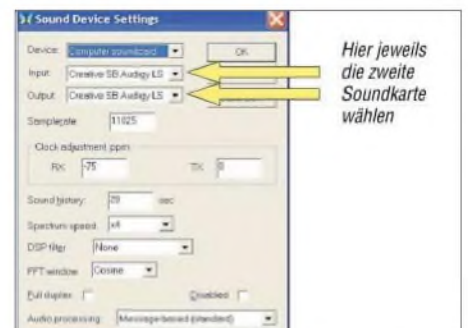 Sound Device Settings
Device: Computer soundcard OK
Input: Creative SB Audigy LS
Output: Creative SB Audigy LS
Samplerate 11025
Clock adjustment ppm
RX: -75 TX: 0
Sound history: 20 sec
Spectrum speed: x4
DSP filter None
FFT window Cosine
Full duplex Disabled
Audio processing: Message-based (standard)
Hier jeweils
die zweite
Soundkarte
wählen